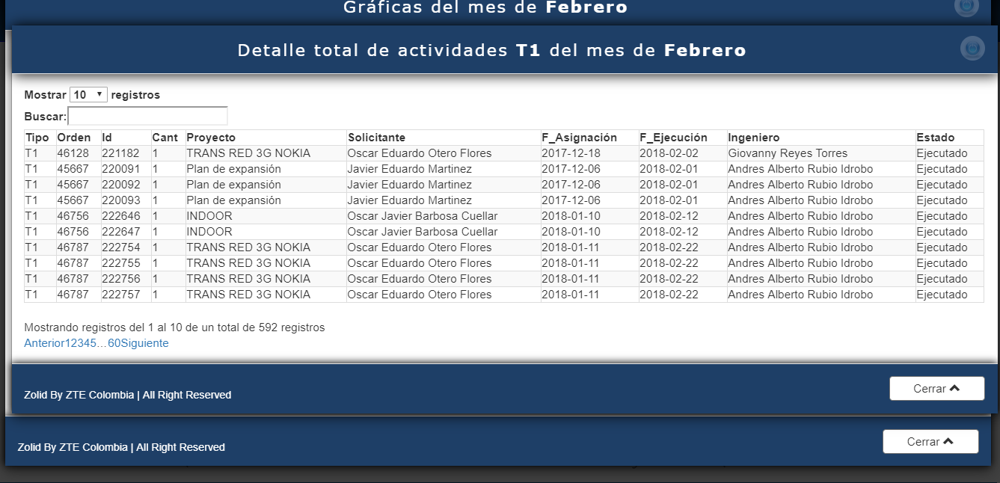 Gráficas del mes de Febrero
Detalle total de actividades T1 del mes de Febrero
Mostrar 10 registros
Buscar:
Tipo Orden Id Cant Proyecto Solicitante F_Asignación F_Ejecución Ingeniero Estado
T1 46128 221182 1 TRANS RED 3G NOKIA Oscar Eduardo Otero Flores 2017-12-18 2018-02-02 Giovanny Reyes Torres Ejecutado
T1 45667 220091 1 Plan de expansión Javier Eduardo Martinez 2017-12-06 2018-02-01 Andres Alberto Rubio Idrobo Ejecutado
T1 45667 220092 1 Plan de expansión Javier Eduardo Martinez 2017-12-06 2018-02-01 Andres Alberto Rubio Idrobo Ejecutado
T1 45667 220093 1 Plan de expansión Javier Eduardo Martinez 2017-12-06 2018-02-01 Andres Alberto Rubio Idrobo Ejecutado
T1 46756 222646 1 INDOOR Oscar Javier Barbosa Cuellar 2018-01-10 2018-02-12 Andres Alberto Rubio Idrobo Ejecutado
T1 46756 222647 1 INDOOR Oscar Javier Barbosa Cuellar 2018-01-10 2018-02-12 Andres Alberto Rubio Idrobo Ejecutado
T1 46787 222754 1 TRANS RED 3G NOKIA Oscar Eduardo Otero Flores 2018-01-11 2018-02-22 Andres Alberto Rubio Idrobo Ejecutado
T1 46787 222755 1 TRANS RED 3G NOKIA Oscar Eduardo Otero Flores 2018-01-11 2018-02-22 Andres Alberto Rubio Idrobo Ejecutado
T1 46787 222756 1 TRANS RED 3G NOKIA Oscar Eduardo Otero Flores 2018-01-11 2018-02-22 Andres Alberto Rubio Idrobo Ejecutado
T1 46787 222757 1 TRANS RED 3G NOKIA Oscar Eduardo Otero Flores 2018-01-11 2018-02-22 Andres Alberto Rubio Idrobo Ejecutado
Mostrando registros del 1 al 10 de un total de 592 registros
Anterior12345…60Siguiente
Zolid By ZTE Colombia | All Right Reserved Cerrar
Zolid By ZTE Colombia | All Right Reserved Cerrar